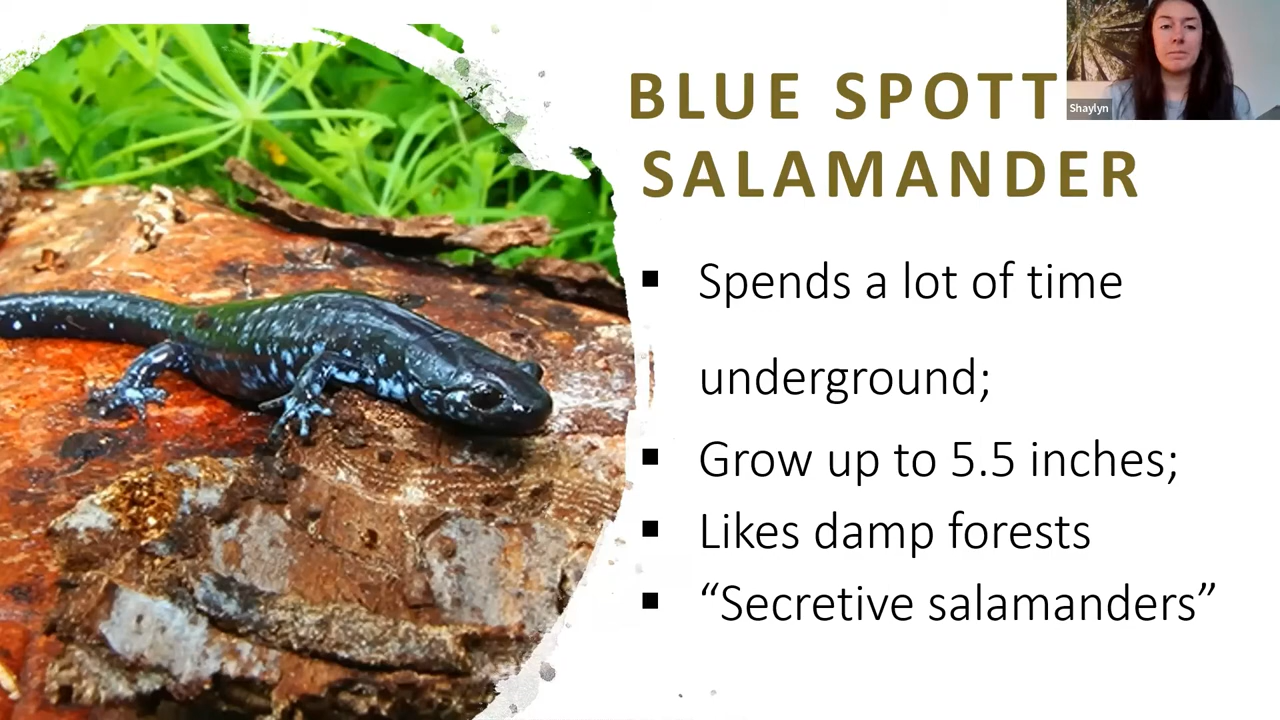 BLUE SPOTT
Shaylyn
SALAMANDER
▪ Spends a lot of time
underground;
▪ Grow up to 5.5 inches;
▪ Likes damp forests
▪ “Secretive salamanders”